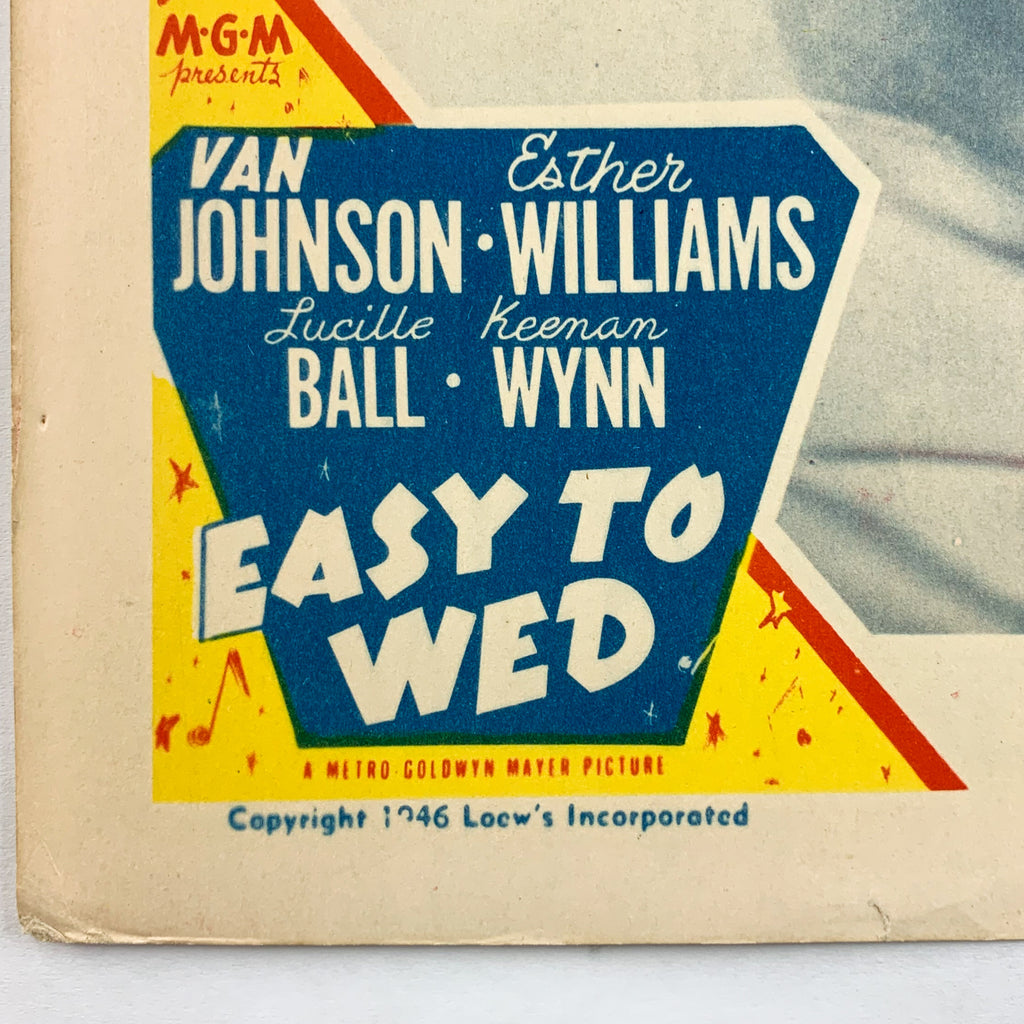 M·G·M
presents
VAN Esther
JOHNSON · WILLIAMS
Lucille Keenan
BALL · WYNN
EASY TO
WED
A METRO GOLDWYN MAYER PICTURE
Copyright 1946 Loew's Incorporated